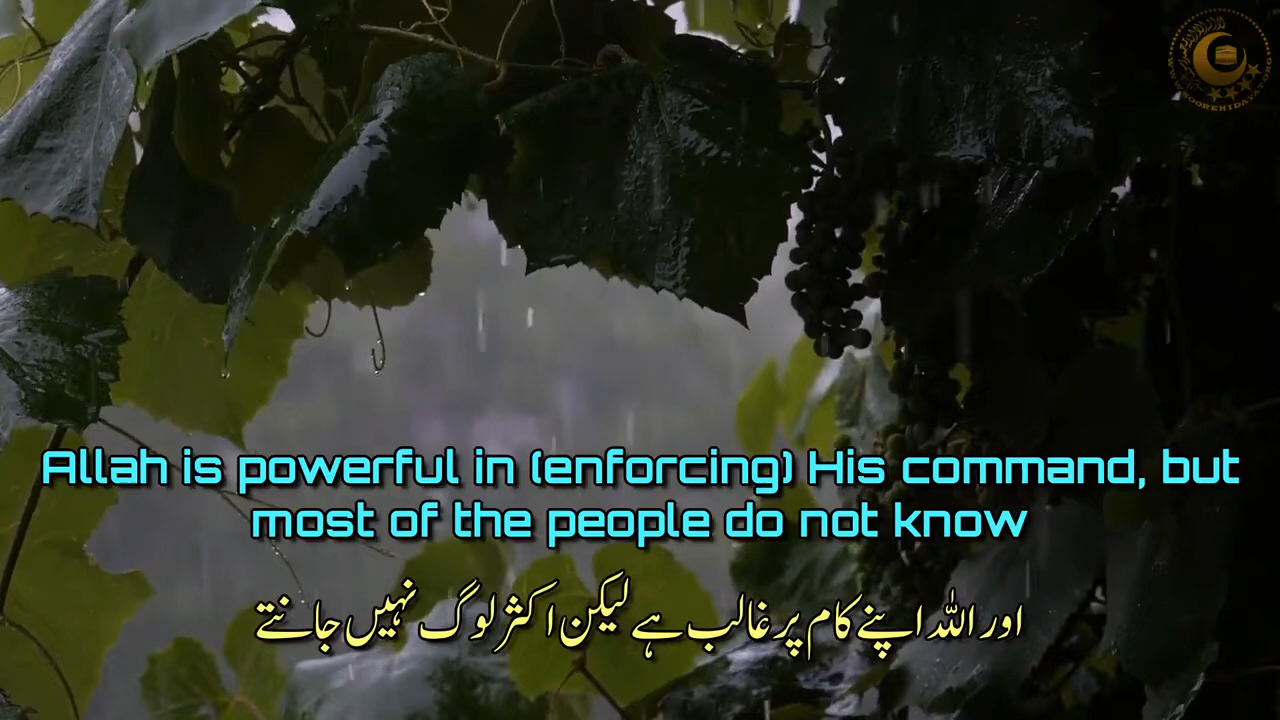 Allah is powerful in (enforcing) His command, but
most of the people do not know
اور اللہ اپنے کام پر غالب ہے لیکن اکثر لوگ نہیں جانتے